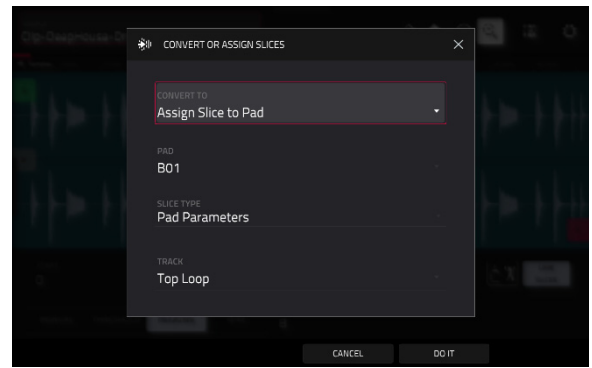 CONVERT OR ASSIGN SLICES
CONVERT TO
Assign Slice to Pad
PAD
B01
SLICE TYPE
Pad Parameters
TRACK
Top Loop
CANCEL
DO IT